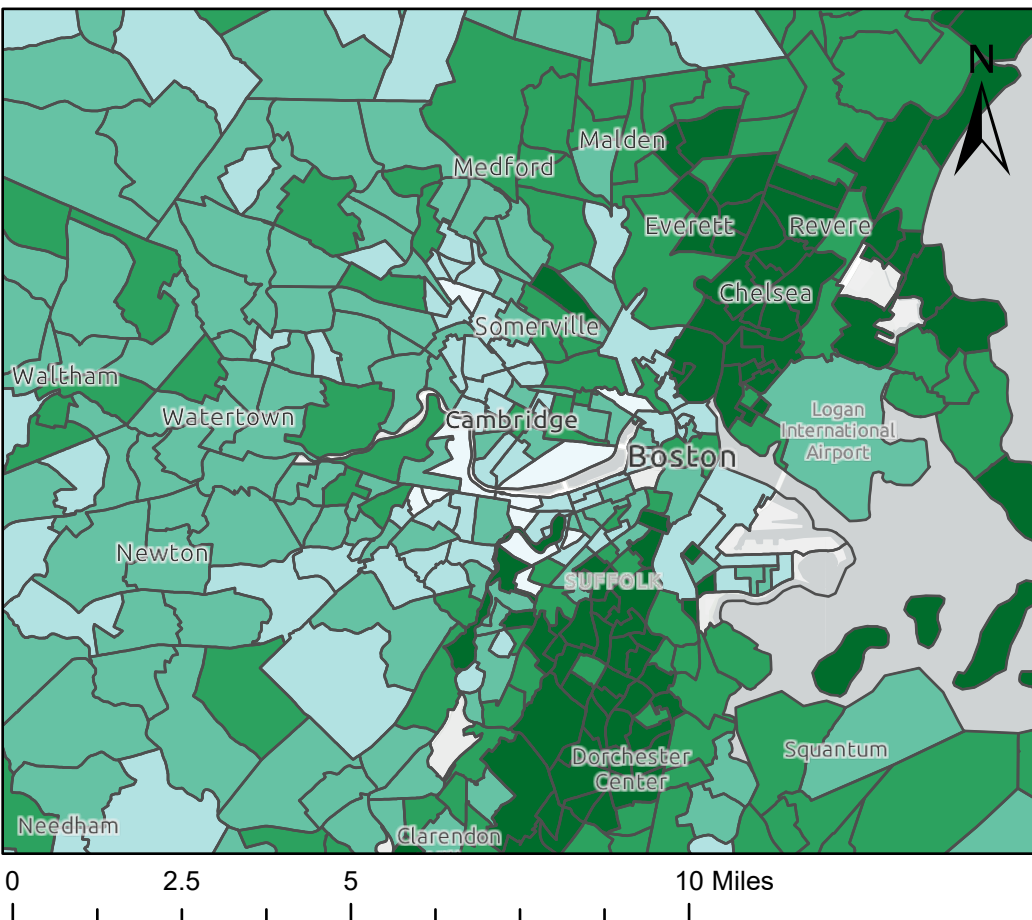 N
Malden
Medford
Everett
Revere
Chelsea
Somerville
Waltham
Watertown
Cambridge
Logan
International
Airport
Boston
Newton
SUFFOLK
Squantum
Dorchester
Center
Needham
Clarendon
0 2.5 5 10 Miles